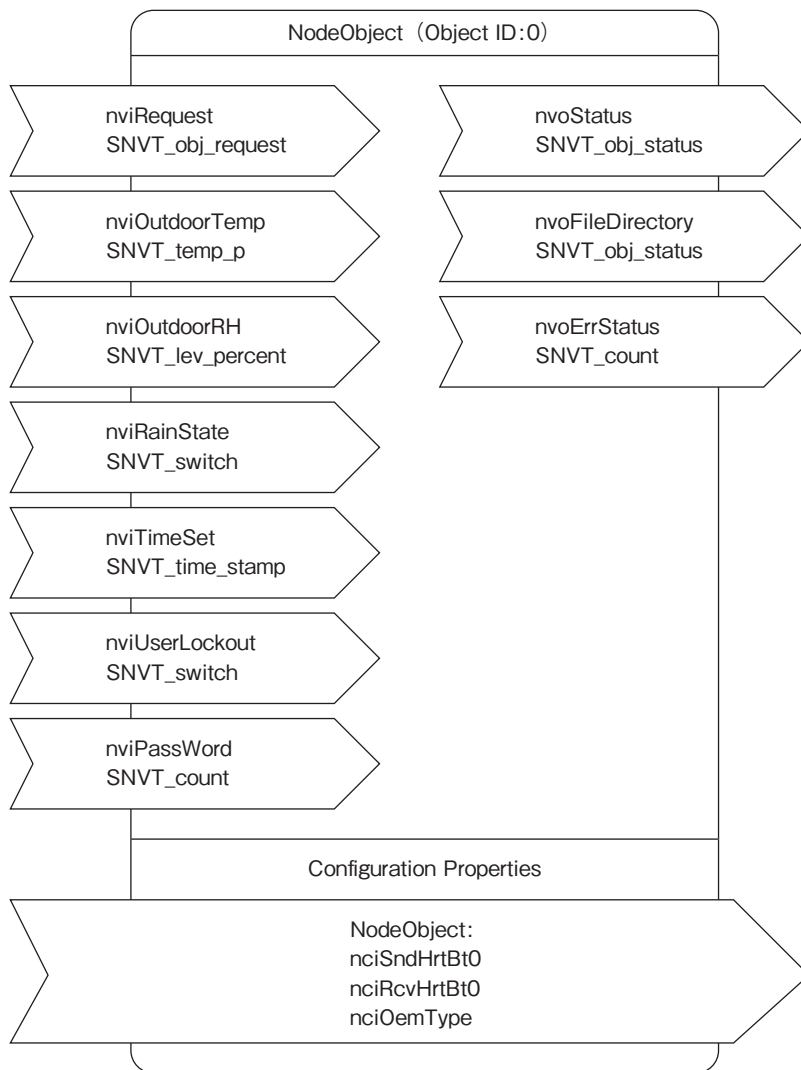 NodeObject (Object ID:0)
nviRequest
SNVT_obj_request
nviOutdoorTemp
SNVT_temp_p
nviOutdoorRH
SNVT_lev_percent
nviRainState
SNVT_switch
nviTimeSet
SNVT_time_stamp
nviUserLockout
SNVT_switch
nviPassWord
SNVT_count
nvoStatus
SNVT_obj_status
nvoFileDirectory
SNVT_obj_status
nvoErrStatus
SNVT_count
Configuration Properties
NodeObject:
nciSndHrtBt0
nciRcvHrtBt0
nciOemType